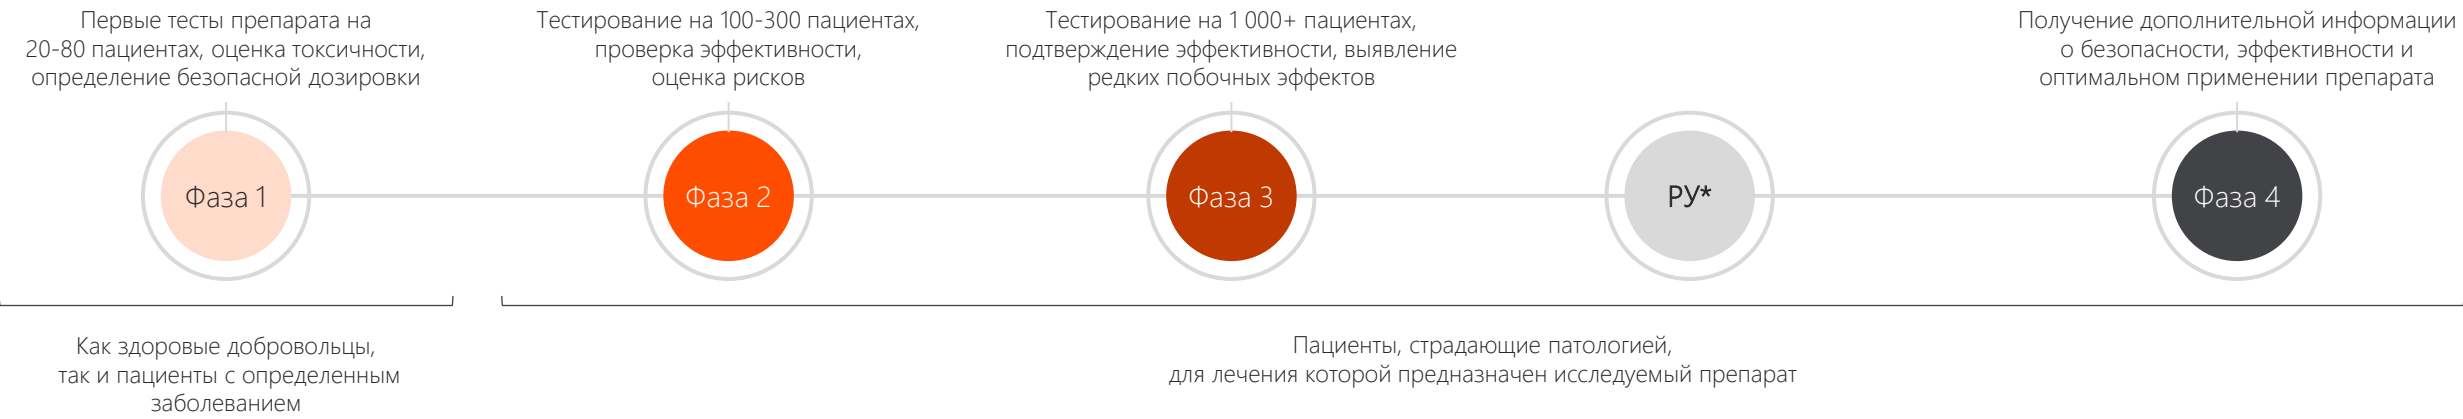 Первые тесты препарата на
20-80 пациентах, оценка токсичности,
определение безопасной дозировки
Тестирование на 100-300 пациентах,
проверка эффективности,
оценка рисков
Тестирование на 1 000+ пациентах,
подтверждение эффективности, выявление
редких побочных эффектов
Получение дополнительной информации
о безопасности, эффективности и
оптимальном применении препарата
Фаза 1
Фаза 2
Фаза 3
РУ*
Фаза 4
Как здоровые добровольцы,
так и пациенты с определенным
заболеванием
Пациенты, страдающие патологией,
для лечения которой предназначен исследуемый препарат